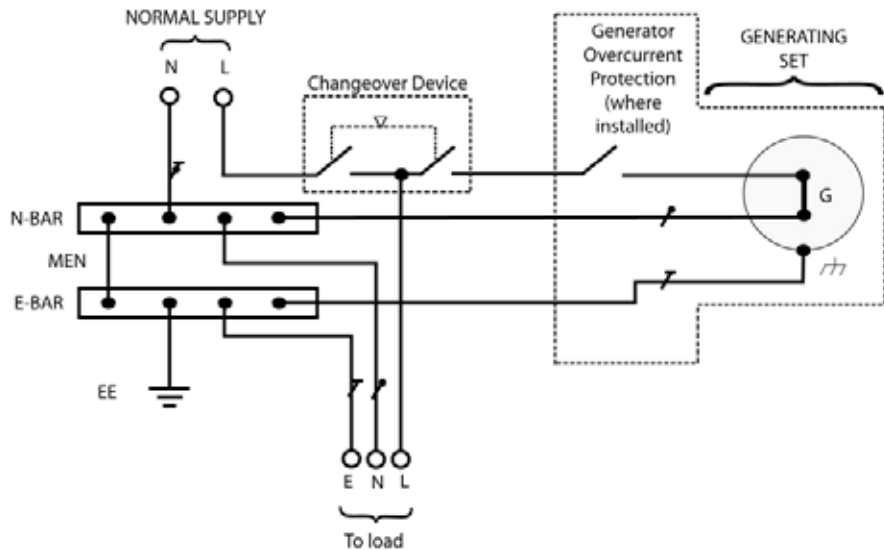 NORMAL SUPPLY
N
L
Changeover Device
Generator
Overcurrent
Protection
(where
installed)
GENERATING
SET
N-BAR
G
MEN
E-BAR
EE
E
N
L
To load